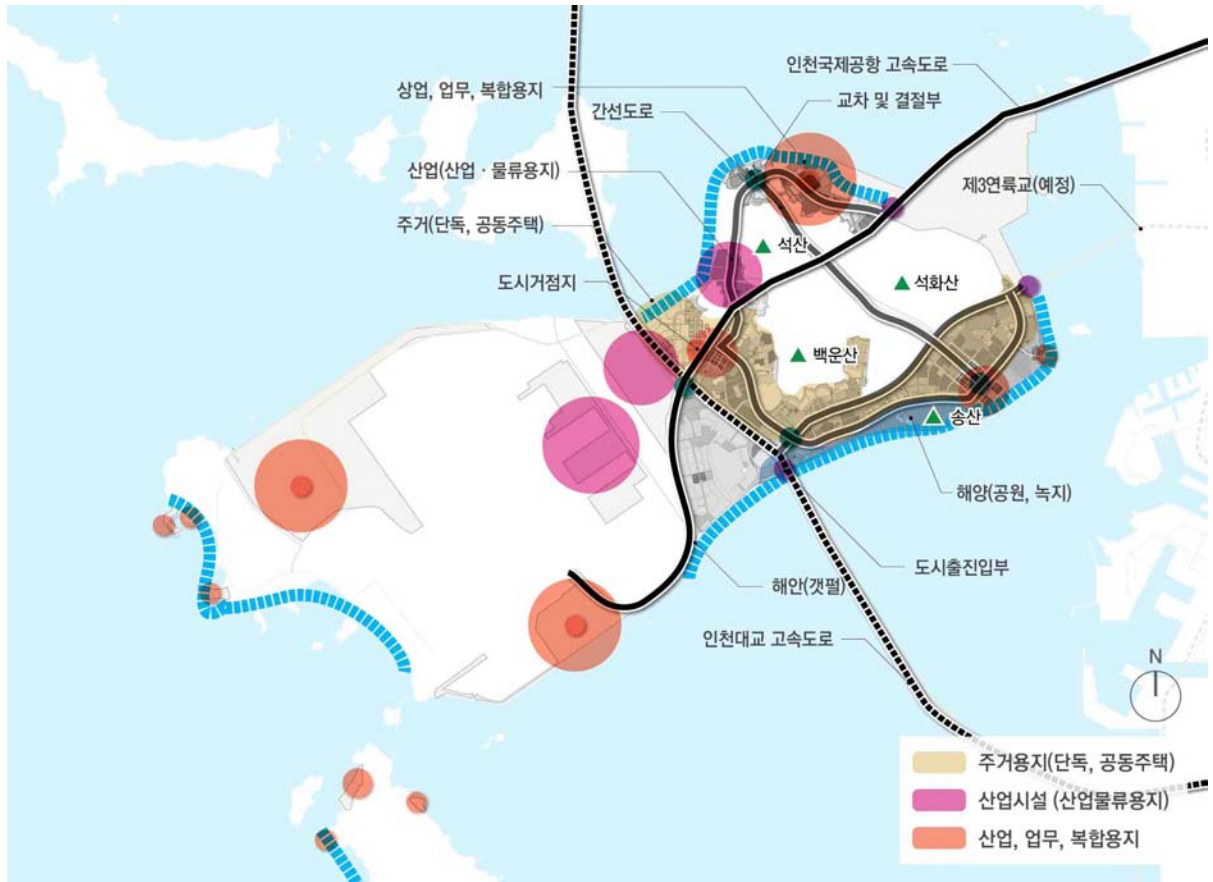 인천국제공항 고속도로
상업, 업무, 복합용지
교차 및 결절부
간선도로
산업(산업 · 물류용지)
제3연륙교(예정)
주거(단독, 공동주택)
석산
석화산
도시거점지
백운산
송산
해양(공원, 녹지)
도시출진입부
해안(갯펄)
인천대교 고속도로
N
주거용지(단독, 공동주택)
산업시설 (산업물류용지)
산업, 업무, 복합용지